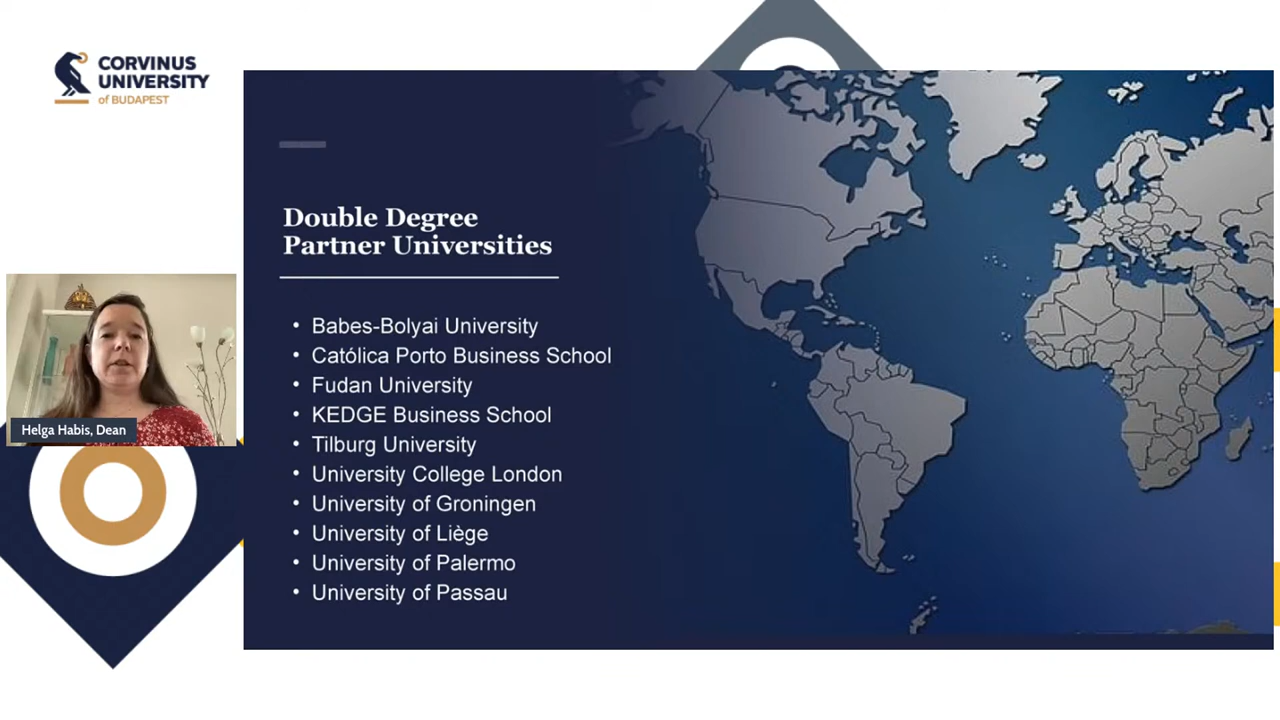 CORVINUS
UNIVERSITY
of BUDAPEST
Double Degree
Partner Universities
• Babes-Bolyai University
• Católica Porto Business School
• Fudan University
• KEDGE Business School
• Tilburg University
• University College London
• University of Groningen
• University of Liège
• University of Palermo
• University of Passau
Helga Habis, Dean